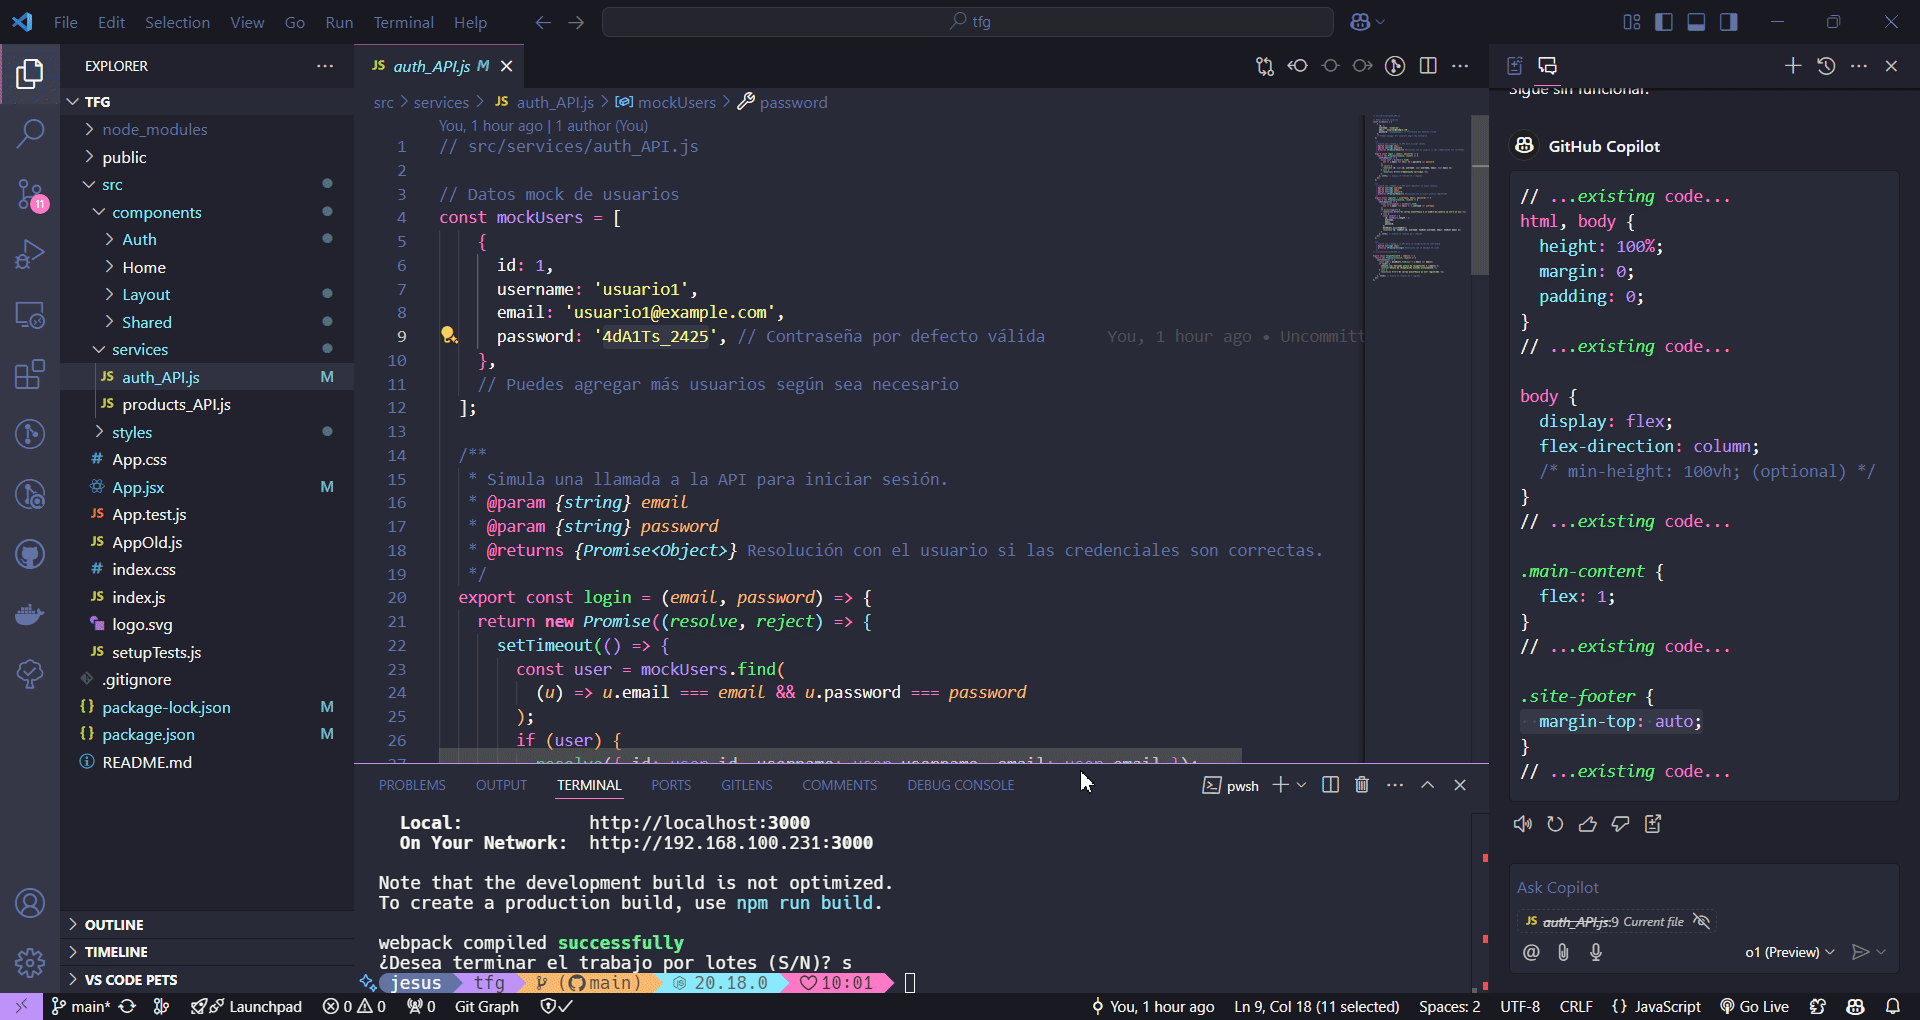 File Edit Selection View Go Run Terminal Help
tfg
EXPLORER
TFG
node_modules
public
src
components
Auth
Home
Layout
Shared
services
JS auth_API.js M
JS products_API.js
styles
# App.css
App.jsx M
JS App.test.js
JS AppOld.js
# index.css
JS index.js
logo.svg
JS setupTests.js
.gitignore
{} package-lock.json M
{} package.json M
README.md
OUTLINE
TIMELINE
VS CODE PETS
11
JS auth_API.js M
src > services > JS auth_API.js > mockUsers > password
You, 1 hour ago | 1 author (You)
1 // src/services/auth_API.js
2
3 // Datos mock de usuarios
4 const mockUsers = [
5 {
6 id: 1,
7 username: 'usuario1',
8 email: 'usuario1@example.com',
9 password: '4dA1Ts_2425', // Contraseña por defecto válida You, 1 hour ago • Uncommitt
10 },
11 // Puedes agregar más usuarios según sea necesario
12 ];
13
14 /**
15 * Simula una llamada a la API para iniciar sesión.
16 * @param {string} email
17 * @param {string} password
18 * @returns {Promise<Object>} Resolución con el usuario si las credenciales son correctas.
19 */
20 export const login = (email, password) => {
21 return new Promise((resolve, reject) => {
22 setTimeout(() => {
23 const user = mockUsers.find(
24 (u) => u.email === email && u.password === password
25 );
26 if (user) {
27 resolve({ id: user.id, username: user.username, email: user.email });
PROBLEMS OUTPUT TERMINAL PORTS GITLENS COMMENTS DEBUG CONSOLE
pwsh
Local: http://localhost:3000
On Your Network: http://192.168.100.231:3000
Note that the development build is not optimized.
To create a production build, use npm run build.
webpack compiled successfully
¿Desea terminar el trabajo por lotes (S/N)? s
jesus tfg (main) 20.18.0 10:01
Sigue sin funcionar.
GitHub Copilot
// ...existing code...
html, body {
height: 100%;
margin: 0;
padding: 0;
}
// ...existing code...
body {
display: flex;
flex-direction: column;
/* min-height: 100vh; (optional) */
}
// ...existing code...
.main-content {
flex: 1;
}
// ...existing code...
.site-footer {
margin-top: auto;
}
// ...existing code...
Ask Copilot
JS auth_API.js:9 Current file
o1 (Preview)
main* Launchpad 0 0 0 Git Graph
You, 1 hour ago Ln 9, Col 18 (11 selected) Spaces: 2 UTF-8 CRLF {} JavaScript Go Live